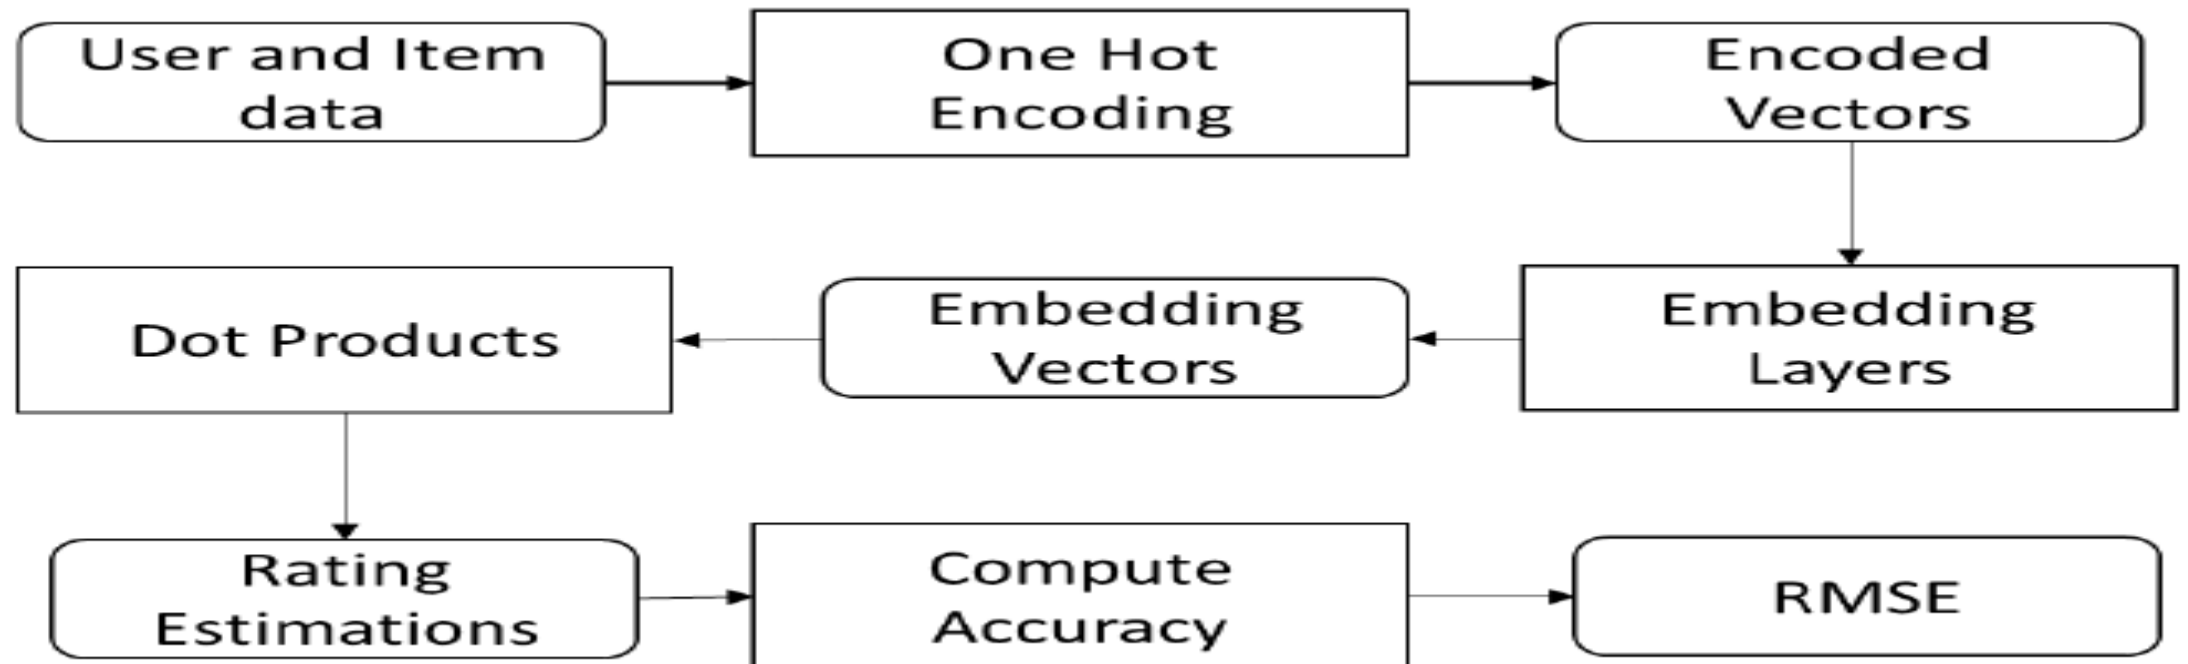 User and Item
data
One Hot
Encoding
Encoded
Vectors
Dot Products
Embedding
Vectors
Embedding
Layers
Rating
Estimations
Compute
Accuracy
RMSE